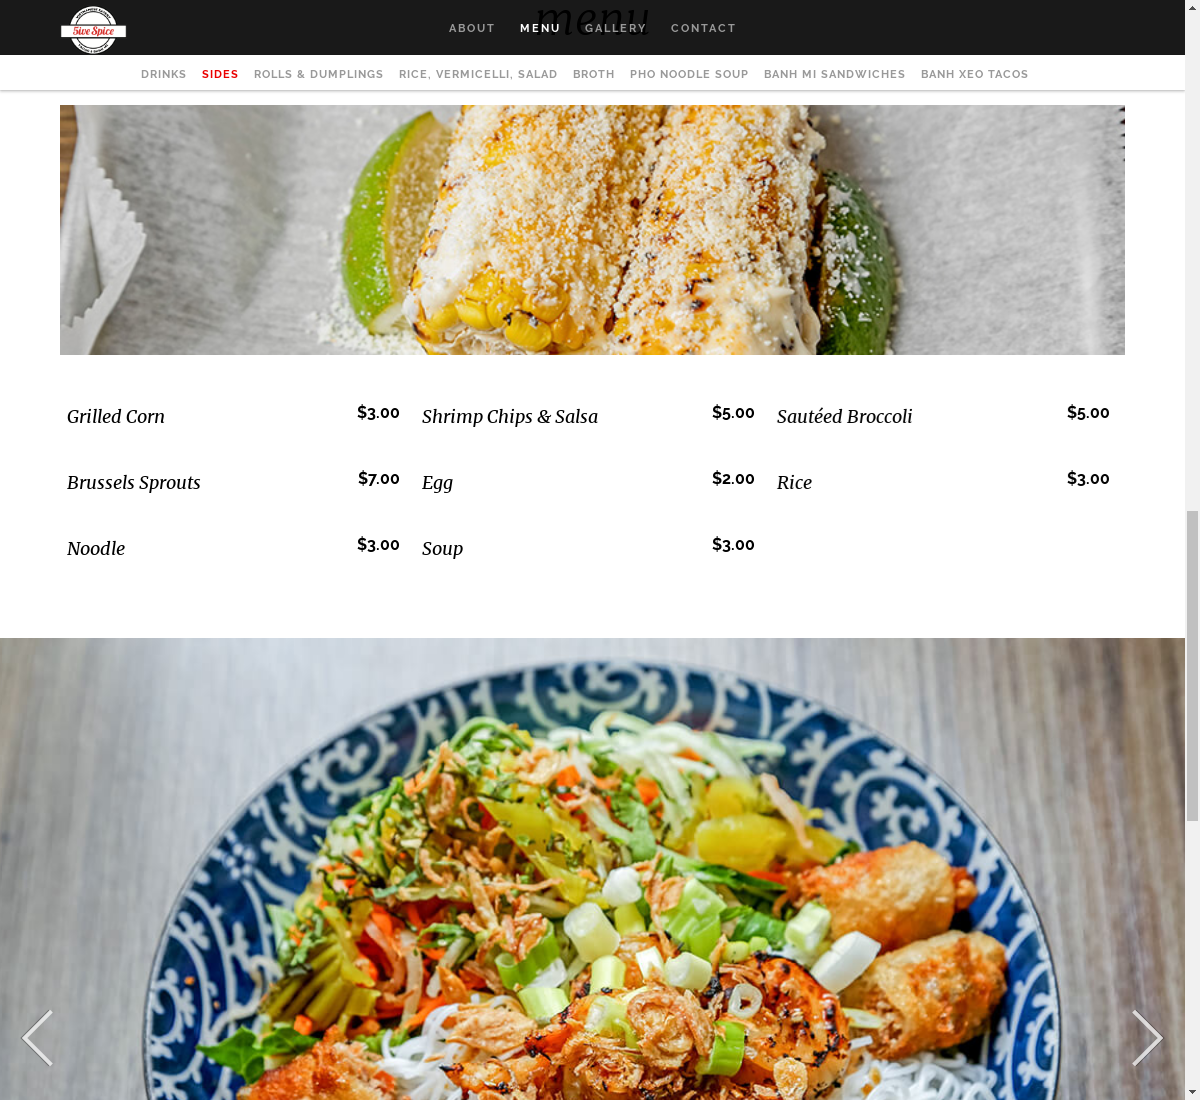 menu
5ive Spice
ABOUT MENU GALLERY CONTACT
DRINKS SIDES ROLLS & DUMPLINGS RICE, VERMICELLI, SALAD BROTH PHO NOODLE SOUP BANH MI SANDWICHES BANH XEO TACOS
Grilled Corn $3.00 Shrimp Chips & Salsa $5.00 Sautéed Broccoli $5.00
Brussels Sprouts $7.00 Egg $2.00 Rice $3.00
Noodle $3.00 Soup $3.00